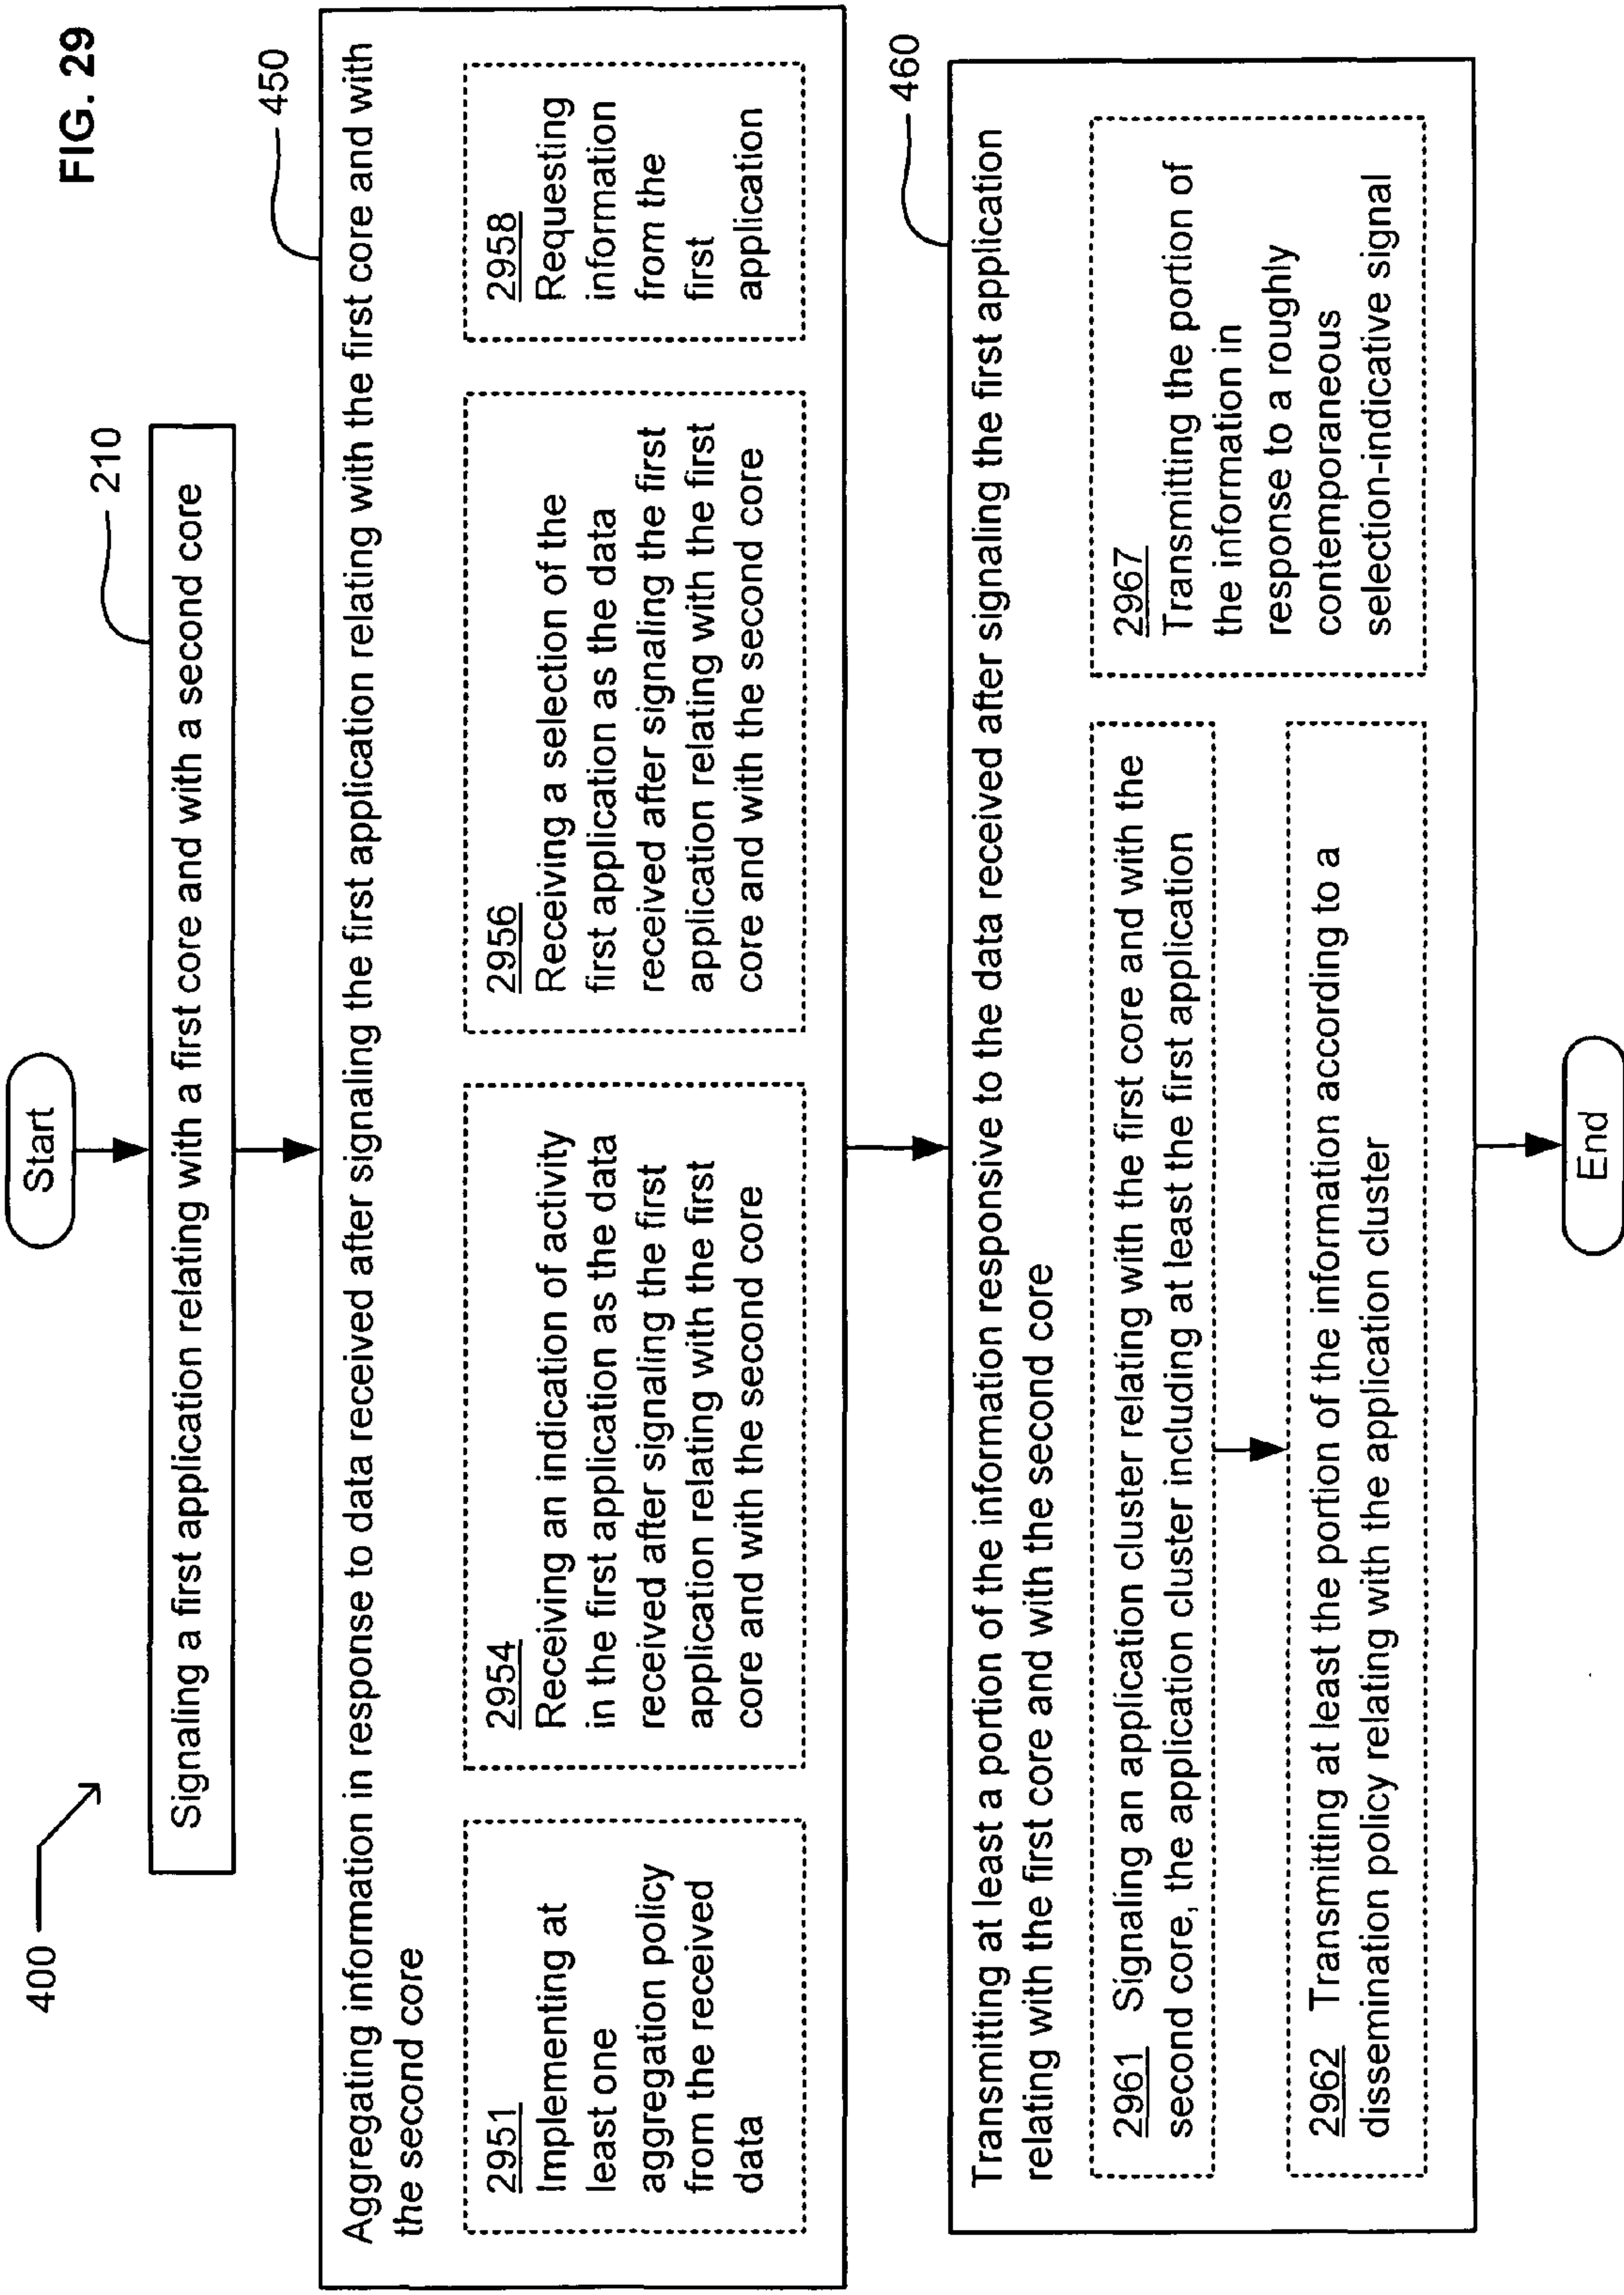 FIG. 29
400
Start
210
Signaling a first application relating with a first core and with a second core
450
Aggregating information in response to data received after signaling the first application relating with the first core and with
the second core
2951
Implementing at
least one
aggregation policy
from the received
data
2954
Receiving an indication of activity
in the first application as the data
received after signaling the first
application relating with the first
core and with the second core
2956
Receiving a selection of the
first application as the data
received after signaling the first
application relating with the first
core and with the second core
2958
Requesting
information
from the
first
application
460
Transmitting at least a portion of the information responsive to the data received after signaling the first application
relating with the first core and with the second core
2961 Signaling an application cluster relating with the first core and with the
second core, the application cluster including at least the first application
2962 Transmitting at least the portion of the information according to a
dissemination policy relating with the application cluster
2967
Transmitting the portion of
the information in
response to a roughly
contemporaneous
selection-indicative signal
End